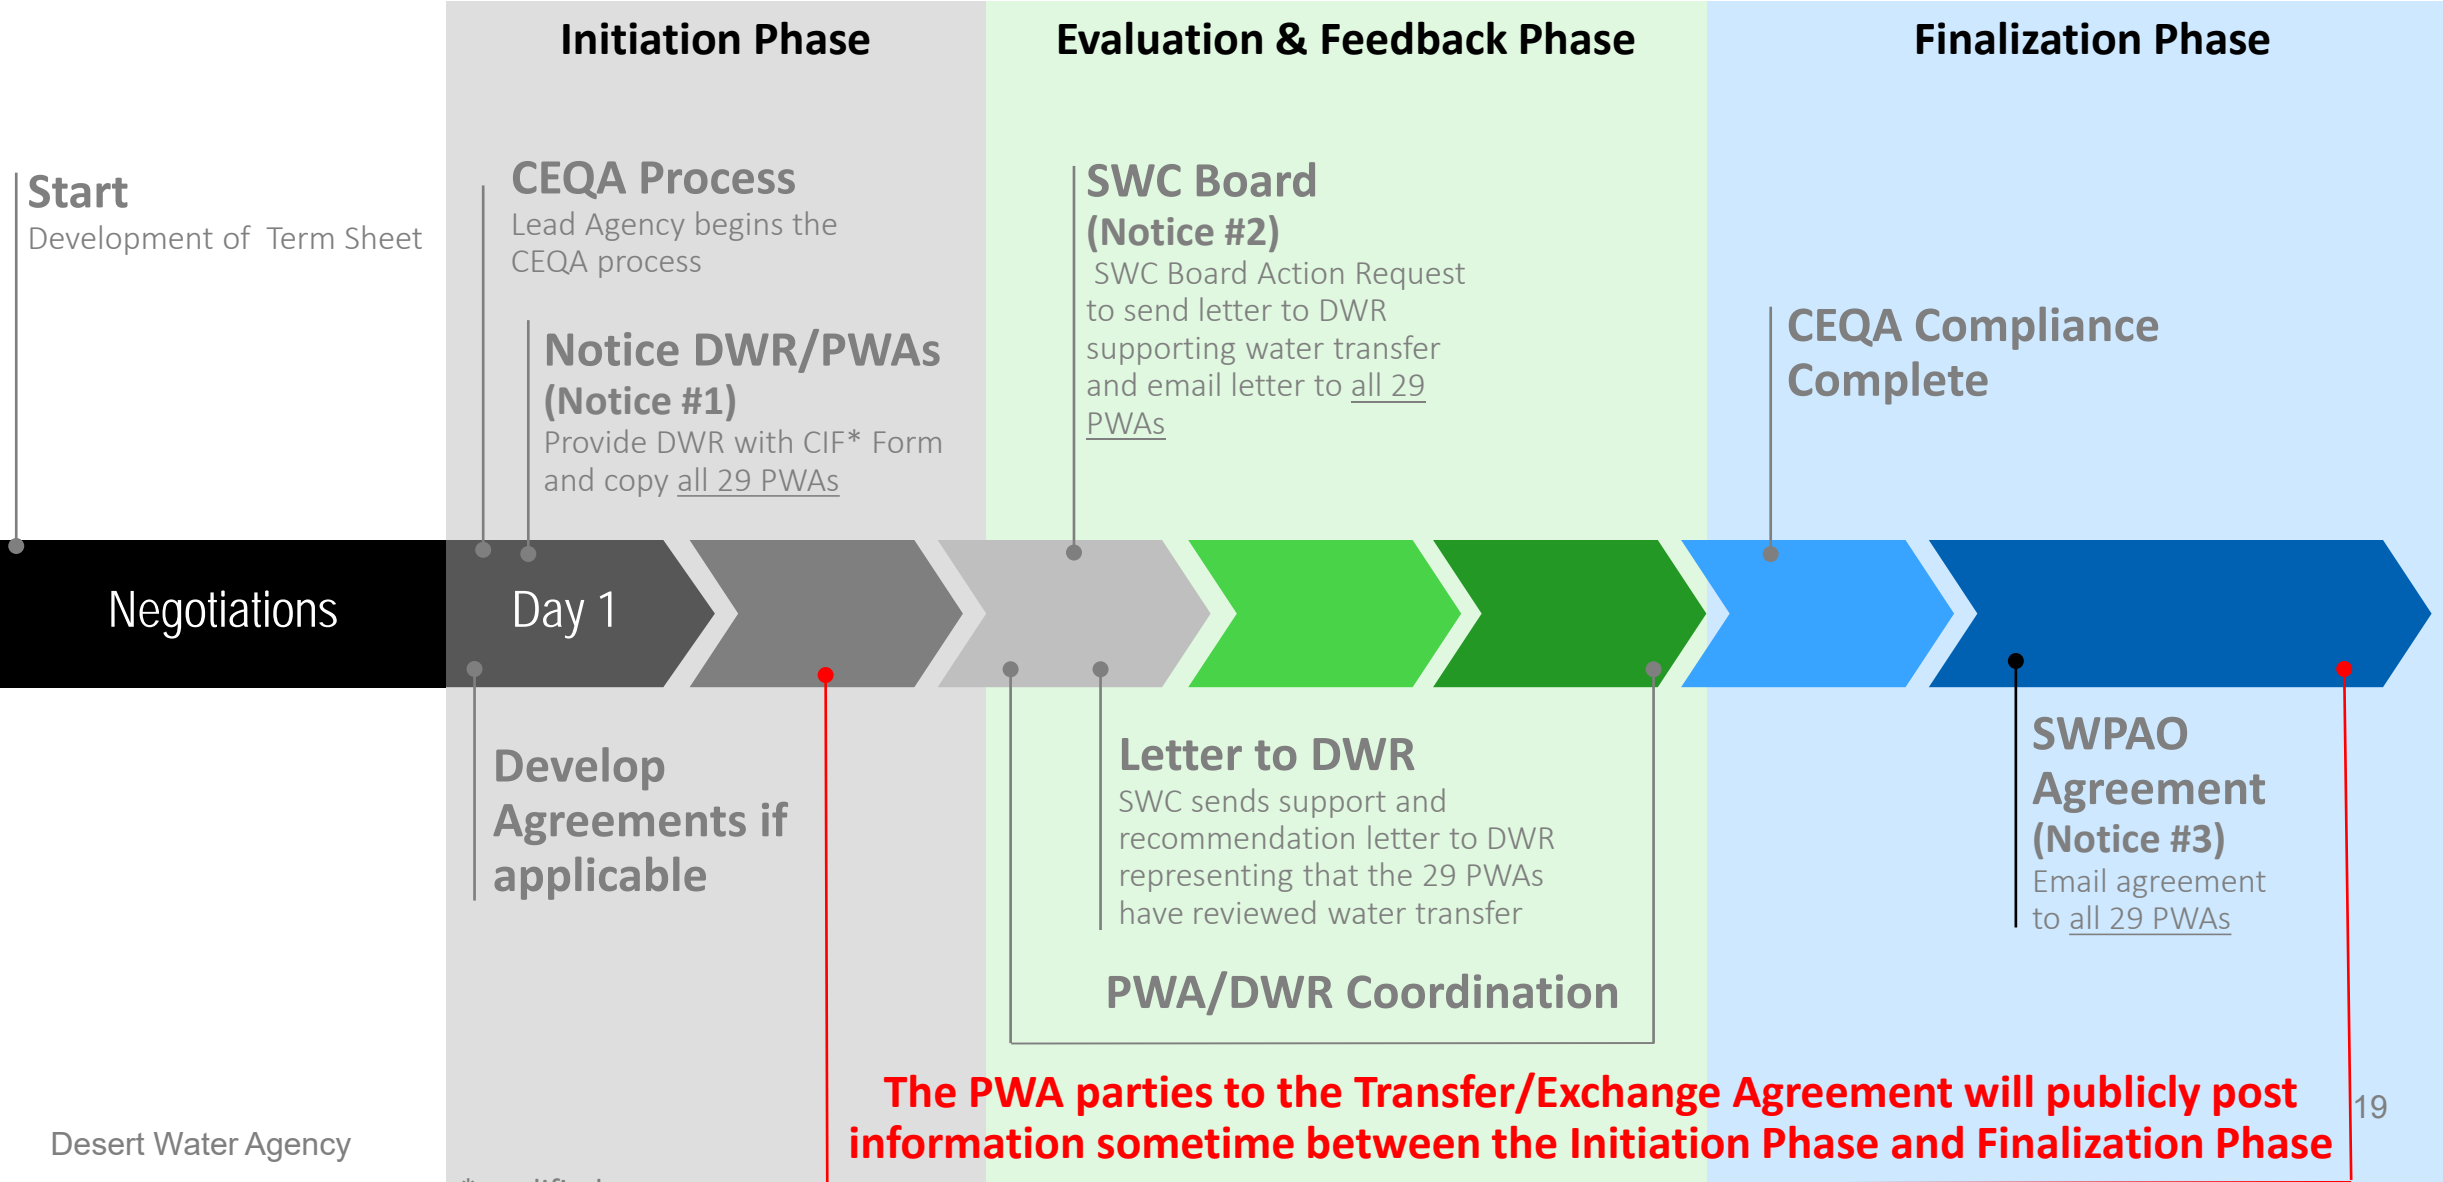 Initiation Phase
Evaluation & Feedback Phase
Finalization Phase
Start
Development of Term Sheet
CEQA Process
Lead Agency begins the
CEQA process
Notice DWR/PWAs
(Notice #1)
Provide DWR with CIF* Form
and copy all 29 PWAs
SWC Board
(Notice #2)
SWC Board Action Request
to send letter to DWR
supporting water transfer
and email letter to all 29
PWAs
CEQA Compliance
Complete
Negotiations
Day 1
Develop
Agreements if
applicable
Letter to DWR
SWC sends support and
recommendation letter to DWR
representing that the 29 PWAs
have reviewed water transfer
PWA/DWR Coordination
SWPAO
Agreement
(Notice #3)
Email agreement
to all 29 PWAs
The PWA parties to the Transfer/Exchange Agreement will publicly post
information sometime between the Initiation Phase and Finalization Phase
19
Desert Water Agency